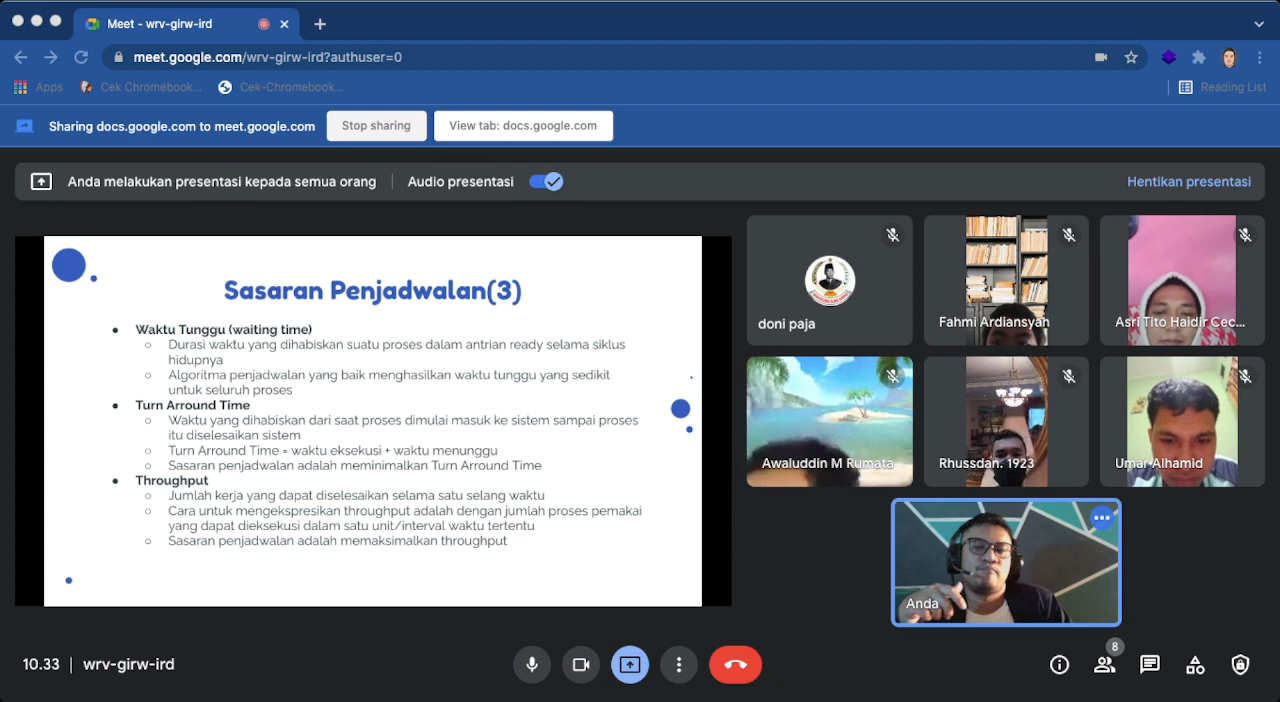 Meet - wrv-girw-ird
meet.google.com/wrv-girw-ird?authuser=0
Apps
Cek Chromebook...
Cek-Chromebook...
Reading List
Sharing docs.google.com to meet.google.com
Stop sharing
View tab: docs.google.com
Anda melakukan presentasi kepada semua orang
Audio presentasi
Hentikan presentasi
Sasaran Penjadwalan(3)
Waktu Tunggu (waiting time)
Durasi waktu yang dihabiskan suatu proses dalam antrian ready selama siklus
hidupnya
Algoritma penjadwalan yang baik menghasilkan waktu tunggu yang sedikit
untuk seluruh proses
Turn Arround Time
Waktu yang dihabiskan dari saat proses dimulai masuk ke sistem sampai proses
itu diselesaikan sistem
Turn Arround Time = waktu eksekusi + waktu menunggu
Sasaran penjadwalan adalah meminimalkan Turn Arround Time
Throughput
Jumlah kerja yang dapat diselesaikan selama satu selang waktu
Cara untuk mengekspresikan throughput adalah dengan jumlah proses pemakai
yang dapat dieksekusi dalam satu unit/interval waktu tertentu
Sasaran penjadwalan adalah memaksimalkan throughput
doni paja
Fahmi Ardiansyah
Asri Tito Haidir Cec...
Awaluddin M Rumata
Rhussdan. 1923
Umar Alhamid
Anda
10.33 | wrv-girw-ird
8